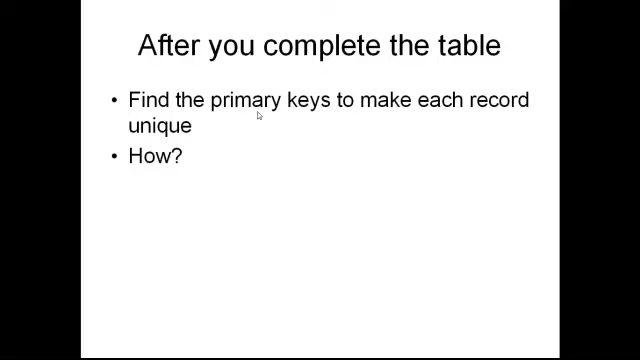 After you complete the table
• Find the primary keys to make each record
unique
• How?